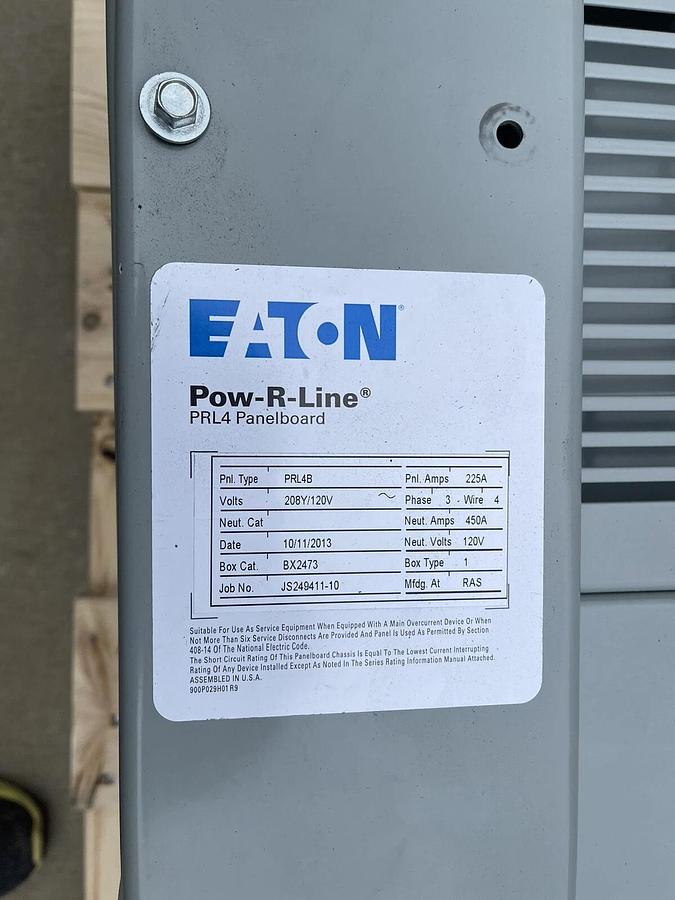 EATON®
Pow-R-Line®
PRL4 Panelboard
Pnl. Type PRL4B Pnl. Amps 225A
Volts 208Y/120V ~ Phase 3 - Wire 4
Neut. Cat Neut. Amps 450A
Date 10/11/2013 Neut. Volts 120V
Box Cat. BX2473 Box Type 1
Job No. JS249411-10 Mfdg. At RAS
Suitable For Use As Service Equipment When Equipped With A Main Overcurrent Device Or When
Not More Than Six Service Disconnects Are Provided And Panel Is Used As Permitted By Section
408-14 Of The National Electric Code.
The Short Circuit Rating Of This Panelboard Chassis Is Equal To The Lowest Current Interrupting
Rating Of Any Device Installed Except As Noted In The Series Rating Information Manual Attached.
ASSEMBLED IN U.S.A.
900P029H01 R9